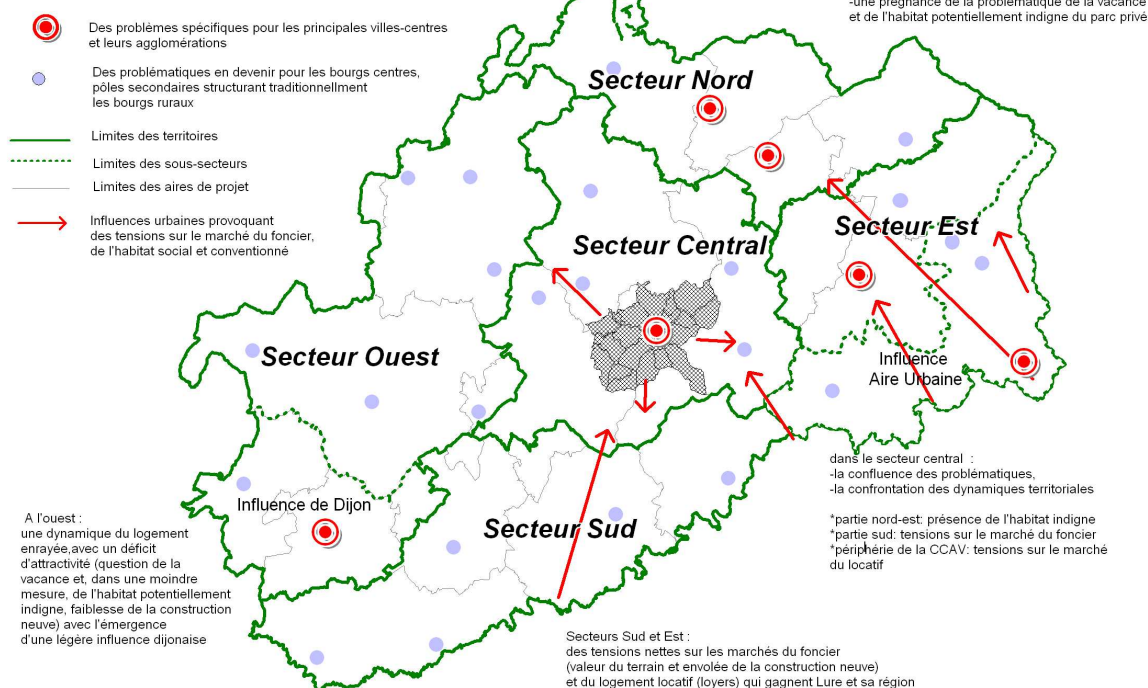 -une prégnance de la problématique de la vacance
et de l'habitat potentiellement indigne du parc privé
Des problèmes spécifiques pour les principales villes-centres
et leurs agglomérations
Des problématiques en devenir pour les bourgs centres,
pôles secondaires structurant traditionnellment
les bourgs ruraux
Limites des territoires
Limites des sous-secteurs
Limites des aires de projet
Influences urbaines provoquant
des tensions sur le marché du foncier,
de l'habitat social et conventionné
Secteur Nord
Secteur Est
Secteur Central
Secteur Ouest
Influence
Aire Urbaine
Influence de Dijon
Secteur Sud
dans le secteur central :
-la confluence des problématiques,
-la confrontation des dynamiques territoriales
*partie nord-est: présence de l'habitat indigne
*partie sud: tensions sur le marché du foncier
*périphérie de la CCAV: tensions sur le marché
du locatif
A l'ouest :
une dynamique du logement
enrayée,avec un déficit
d'attractivité (question de la
vacance et, dans une moindre
mesure, de l'habitat potentiellement
indigne, faiblesse de la construction
neuve) avec l'émergence
d'une légère influence dijonaise
Secteurs Sud et Est :
des tensions nettes sur les marchés du foncier
(valeur du terrain et envolée de la construction neuve)
et du logement locatif (loyers) qui gagnent Lure et sa région